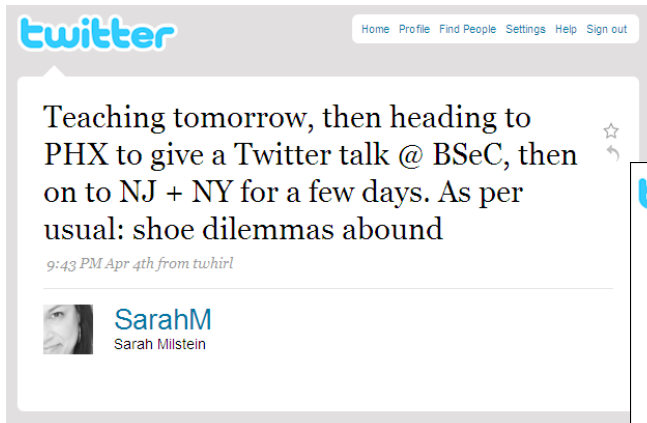 twitter
Home Profile Find People Settings Help Sign out
Teaching tomorrow, then heading to
PHX to give a Twitter talk @ BSeC, then
on to NJ + NY for a few days. As per
usual: shoe dilemmas abound
9:43 PM Apr 4th from twhirl
SarahM
Sarah Milstein